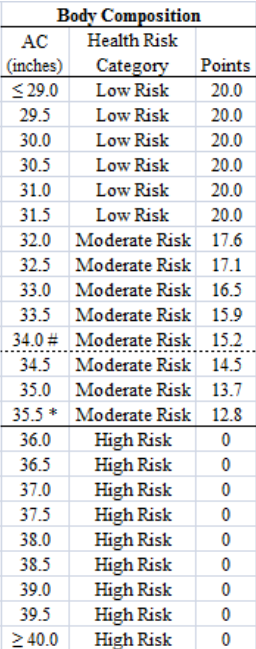 Body Composition
AC Health Risk
(inches) Category Points
≤ 29.0 Low Risk 20.0
29.5 Low Risk 20.0
30.0 Low Risk 20.0
30.5 Low Risk 20.0
31.0 Low Risk 20.0
31.5 Low Risk 20.0
32.0 Moderate Risk 17.6
32.5 Moderate Risk 17.1
33.0 Moderate Risk 16.5
33.5 Moderate Risk 15.9
34.0 # Moderate Risk 15.2
34.5 Moderate Risk 14.5
35.0 Moderate Risk 13.7
35.5 * Moderate Risk 12.8
36.0 High Risk 0
36.5 High Risk 0
37.0 High Risk 0
37.5 High Risk 0
38.0 High Risk 0
38.5 High Risk 0
39.0 High Risk 0
39.5 High Risk 0
≥ 40.0 High Risk 0